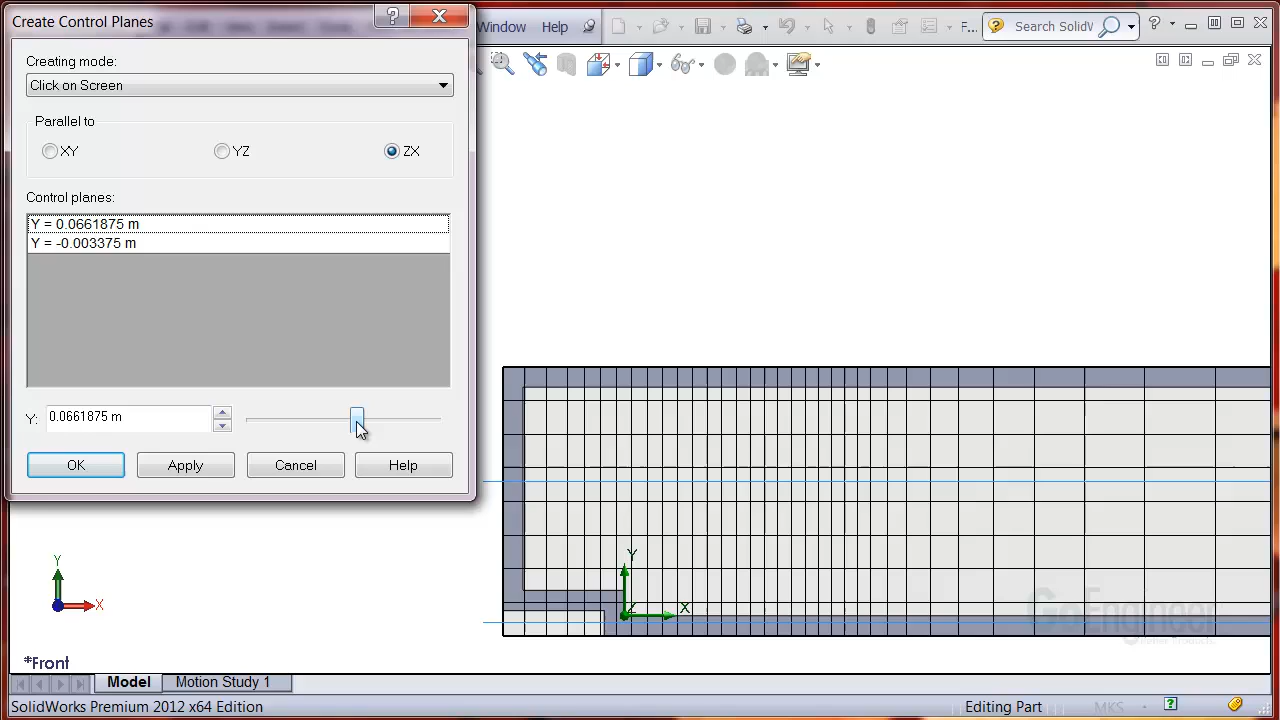 Create Control Planes
?
Window Help
F...
Search SolidW
?
Creating mode:
Click on Screen
Parallel to
XY
YZ
ZX
Control planes:
Y = 0.0661875 m
Y = -0.003375 m
Y: 0.0661875 m
OK
Apply
Cancel
Help
Y
X
Y
X
GoEngineer
*Front
Model
Motion Study 1
SolidWorks Premium 2012 x64 Edition
Editing Part
MKS
?